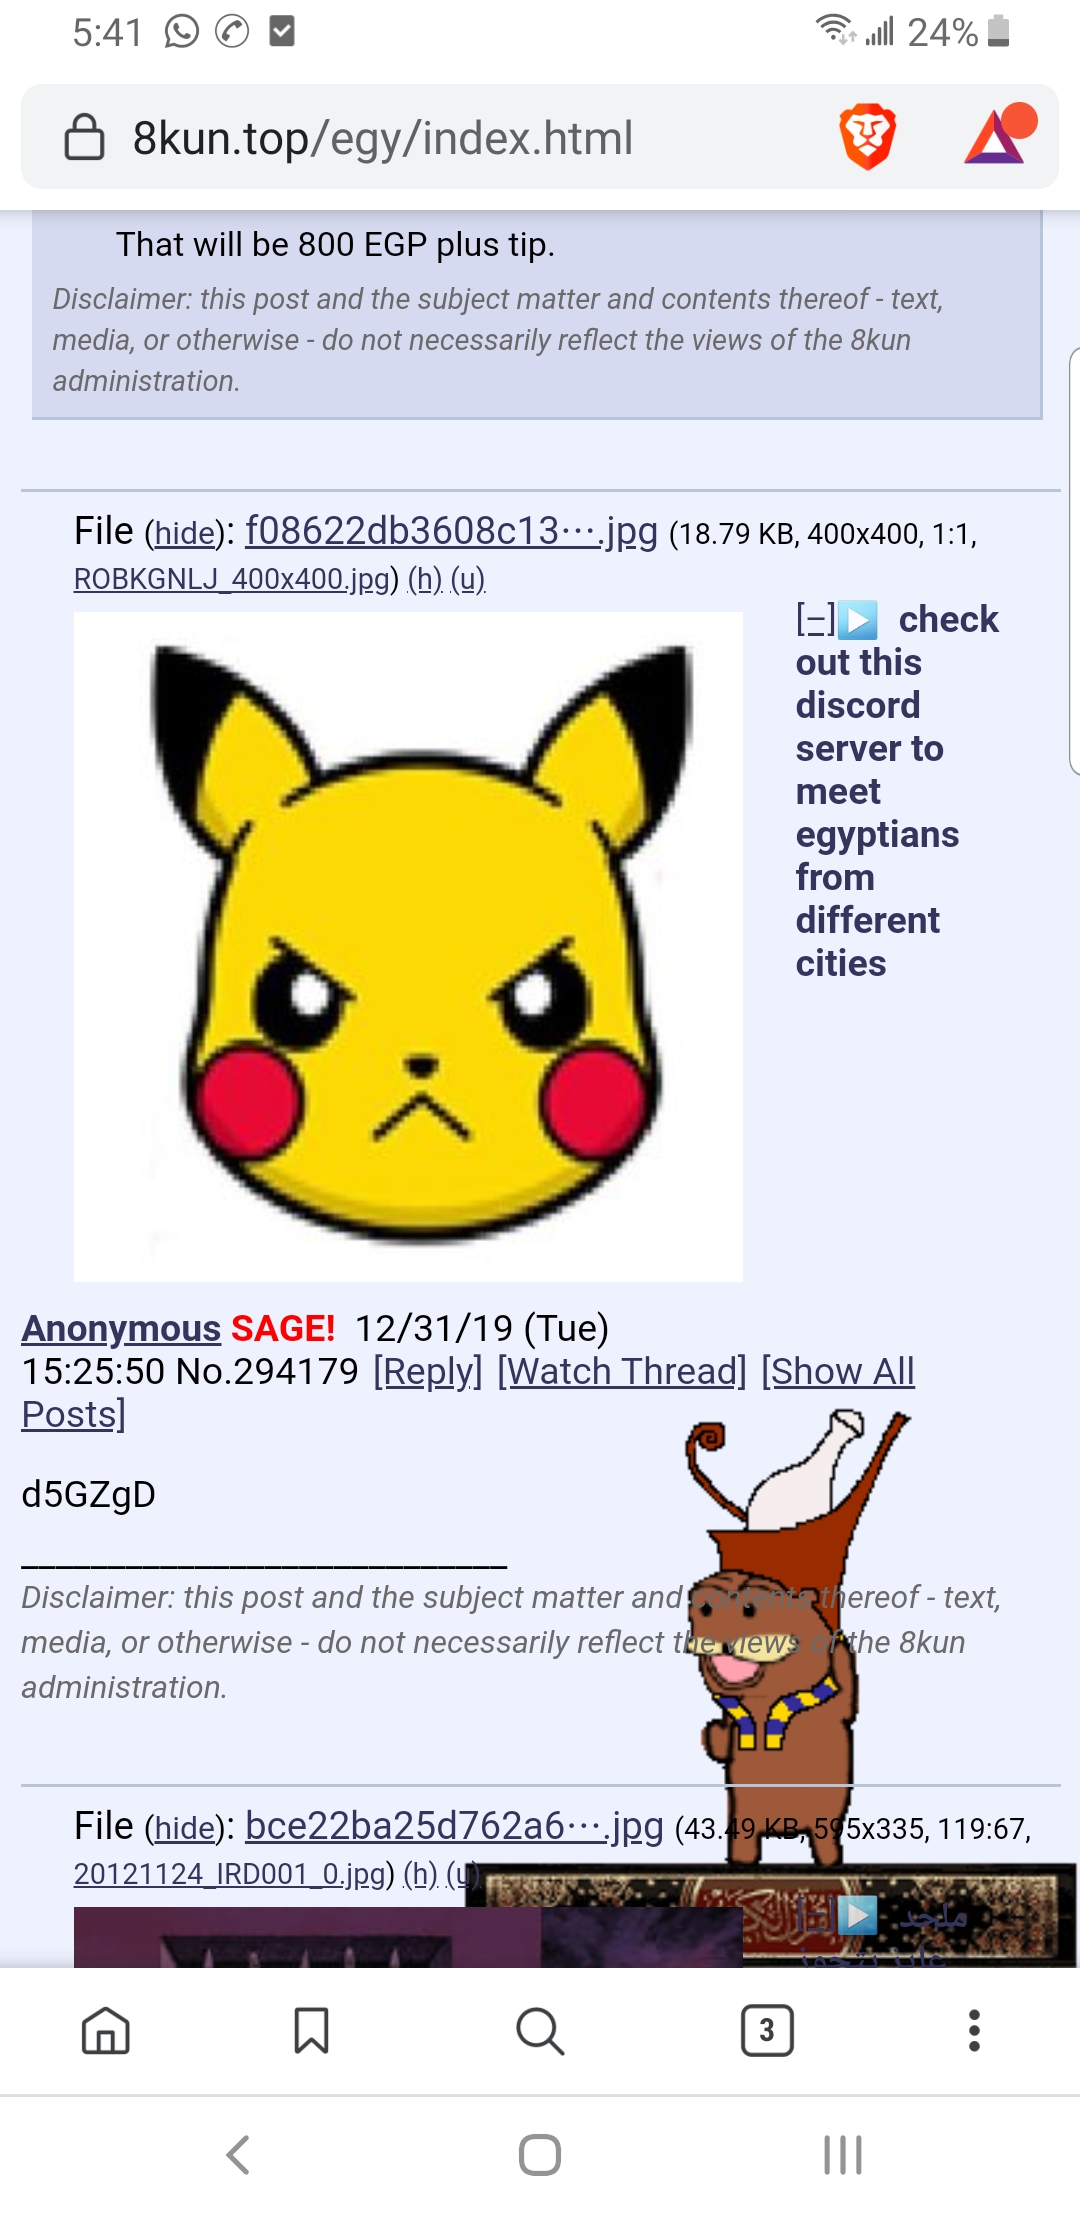 5:41
24%
8kun.top/egy/index.html
That will be 800 EGP plus tip.
Disclaimer: this post and the subject matter and contents thereof - text,
media, or otherwise - do not necessarily reflect the views of the 8kun
administration.
File (hide): f08622db3608c13⋯.jpg (18.79 KB, 400x400, 1:1,
ROBKGNLJ_400x400.jpg) (h) (u)
[–] check
out this
discord
server to
meet
egyptians
from
different
cities
Anonymous SAGE! 12/31/19 (Tue)
15:25:50 No.294179 [Reply] [Watch Thread] [Show All
Posts]
d5GZgD
____________________________
Disclaimer: this post and the subject matter and contents thereof - text,
media, or otherwise - do not necessarily reflect the views of the 8kun
administration.
File (hide): bce22ba25d762a6⋯.jpg (43.49 KB, 595x335, 119:67,
20121124_IRD001_0.jpg) (h) (u)
[–] ملحد
عايز يتجوز
3